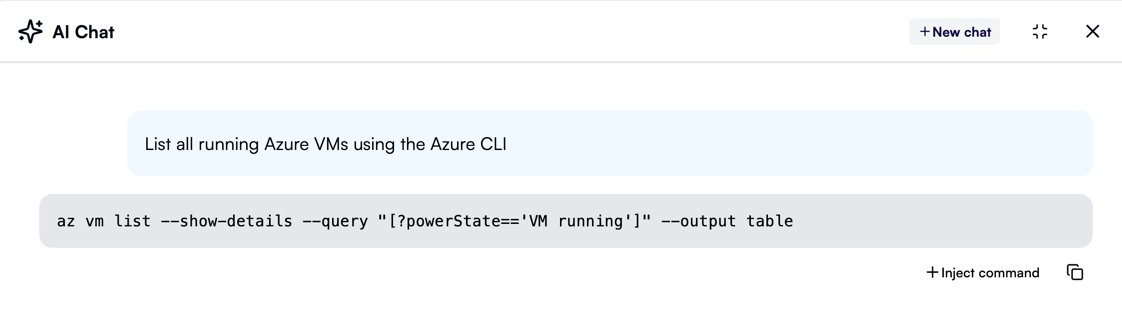 AI Chat
+ New chat
List all running Azure VMs using the Azure CLI
az vm list --show-details --query "[?powerState=='VM running']" --output table
+ Inject command